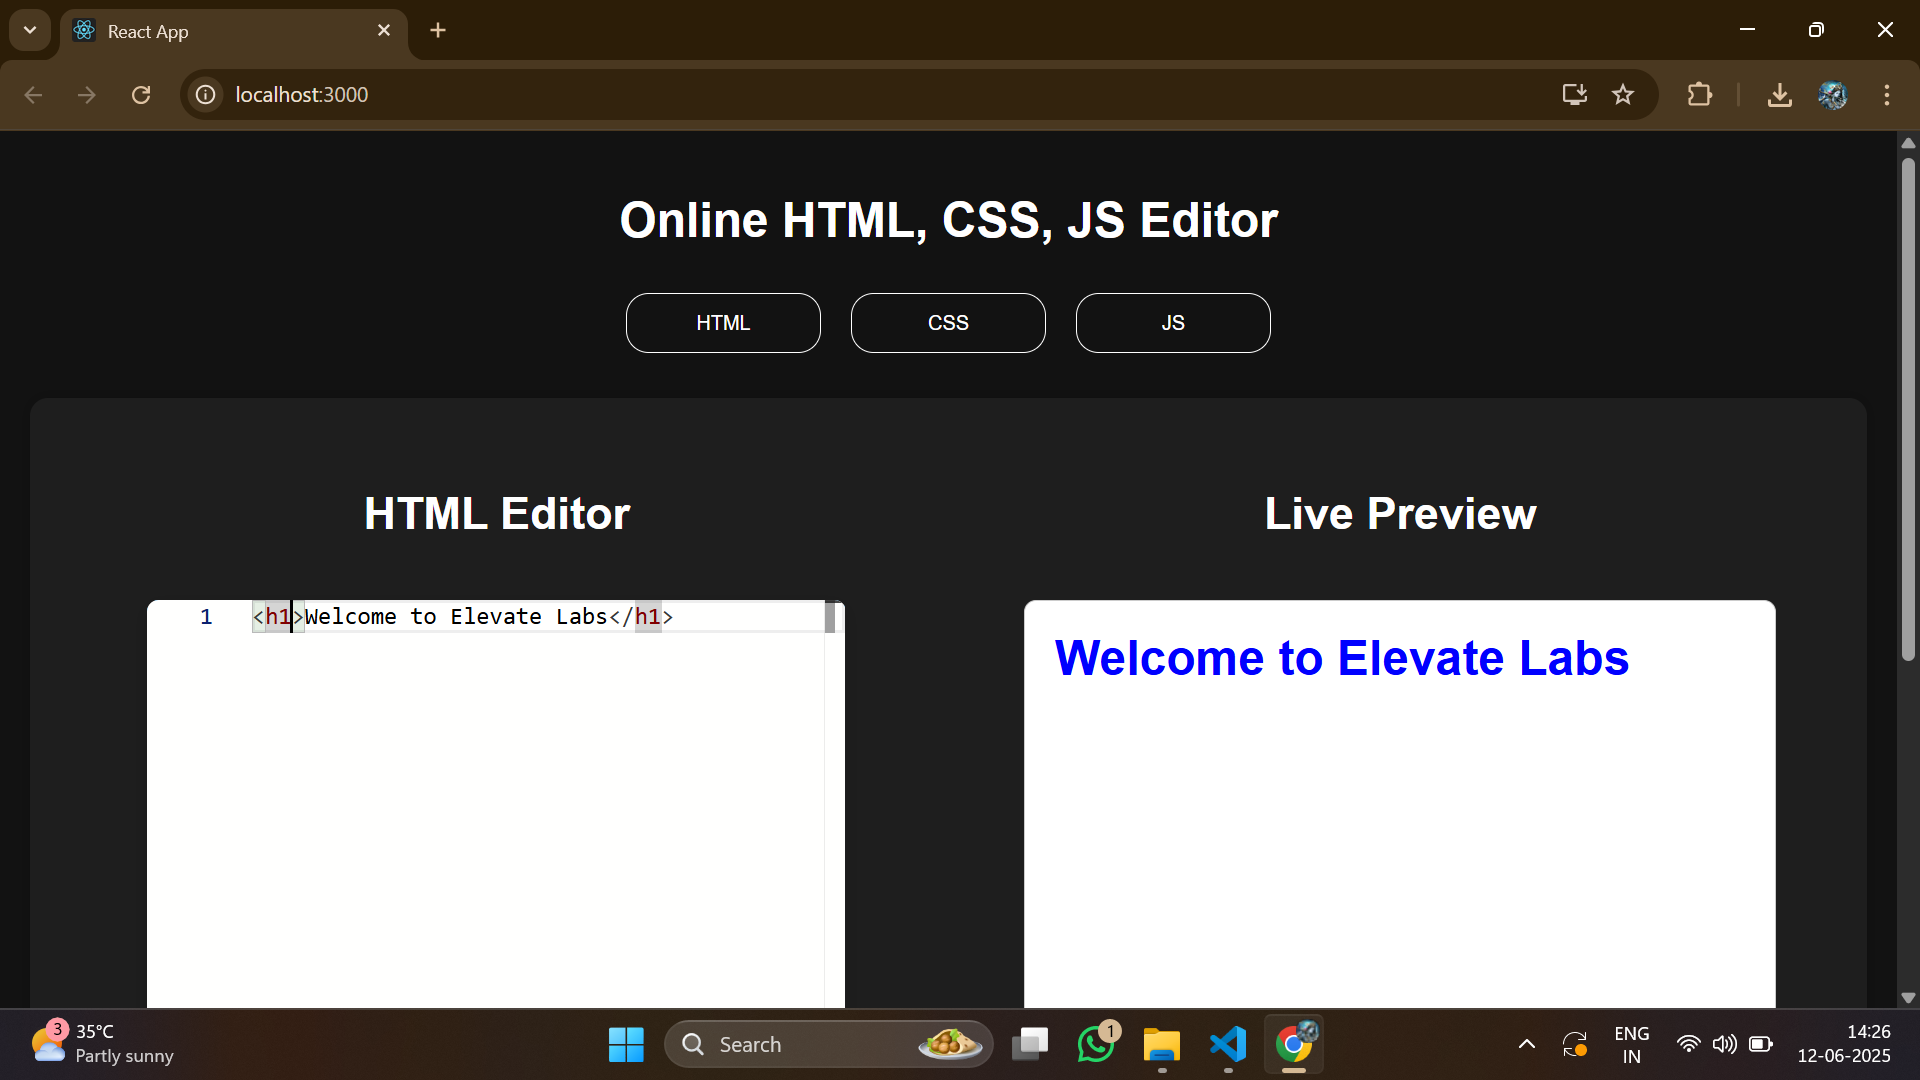 React App
localhost:3000
Online HTML, CSS, JS Editor
HTML
CSS
JS
HTML Editor
Live Preview
1 <h1>Welcome to Elevate Labs</h1>
Welcome to Elevate Labs
3
35°C
Partly sunny
Search
1
ENG
IN
14:26
12-06-2025